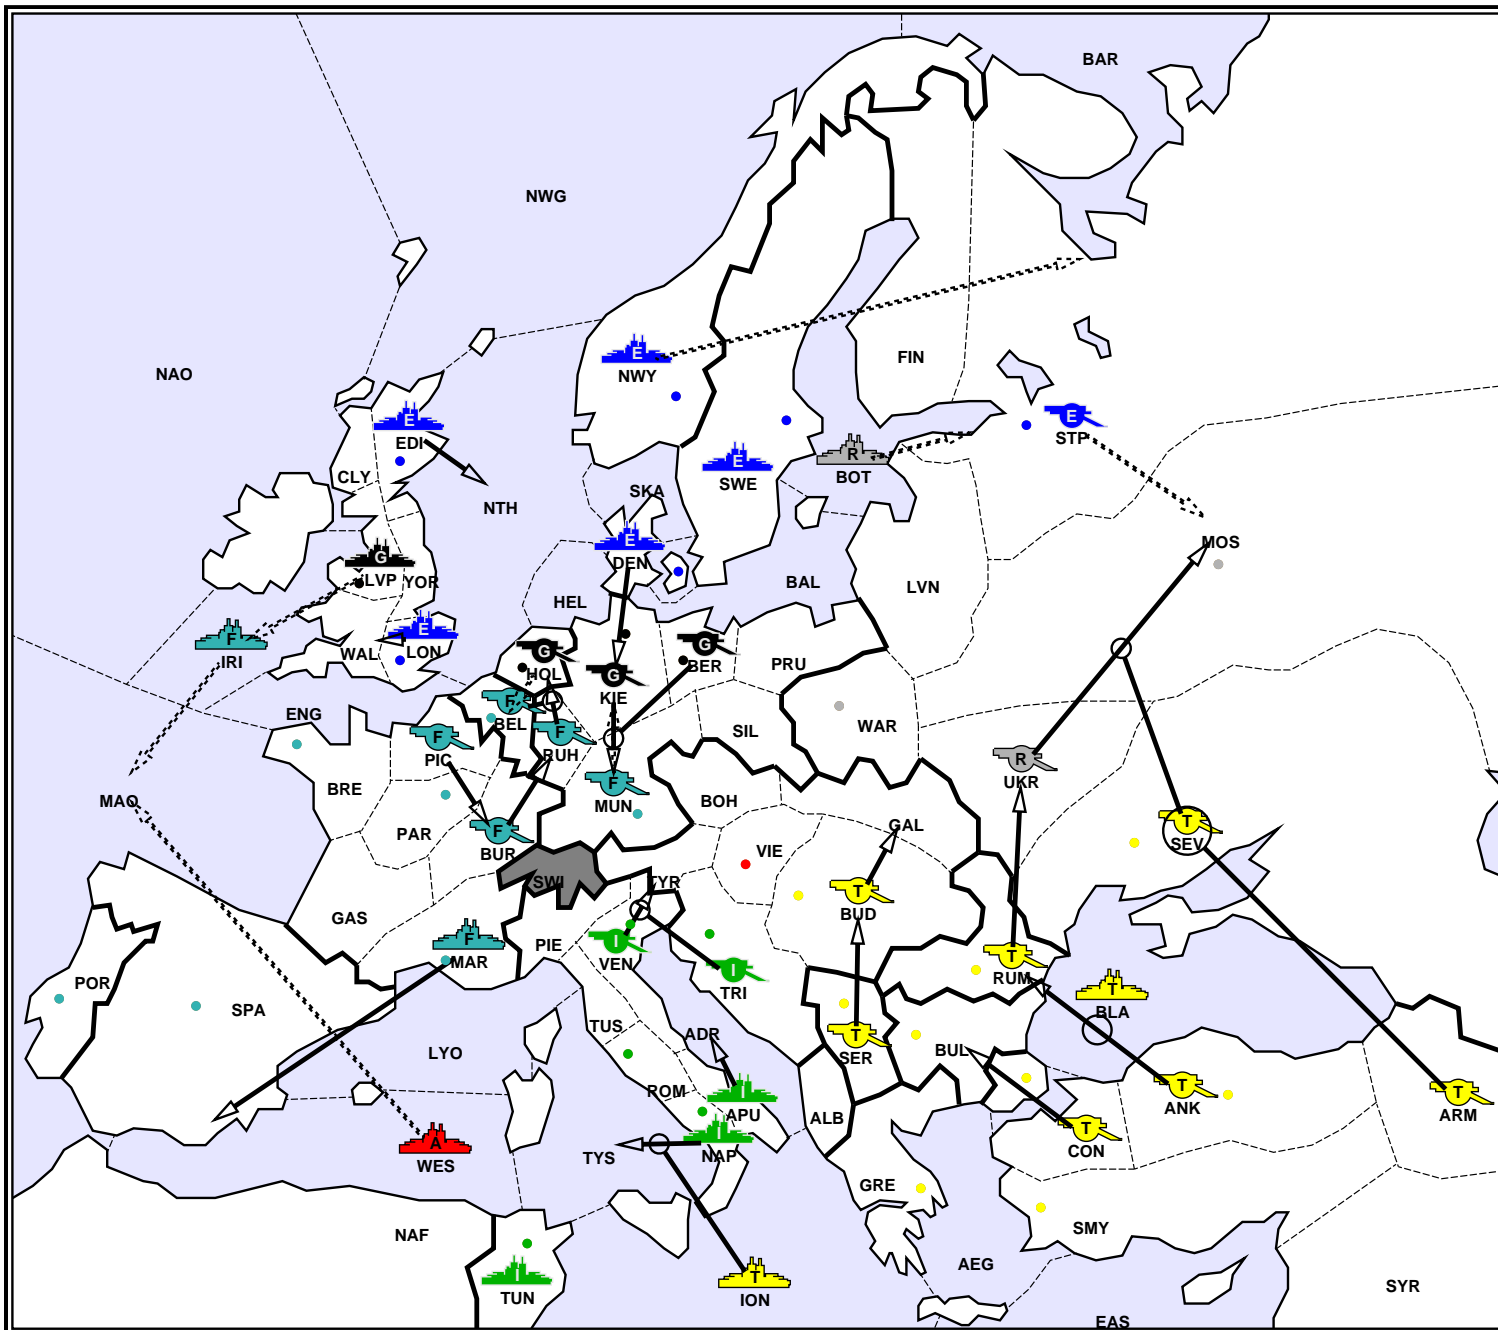 BAR
NWG
E
NWY
FIN
NAO
E
EDI
E
STP
R
BOT
E
SWE
CLY
SKA
NTH
MOS
G
LVP
YOR
E
DEN
BAL
LVN
HEL
F
IRI
E
LON
WAL
G
HOL
G
BER
G
KIE
PRU
ENG
F
BEL
WAR
F
PIC
F
RUH
SIL
R
UKR
BRE
F
MUN
MAO
BOH
PAR
F
BUR
GAL
T
SEV
VIE
SWI
TYR
T
BUD
GAS
F
MAR
PIE
I
VEN
I
TRI
T
RUM
POR
SPA
T
BLA
TUS
ADR
T
SER
BUL
LYO
ROM
I
APU
ALB
T
ANK
T
ARM
A
WES
TYS
I
NAP
T
CON
GRE
NAF
SMY
I
TUN
T
ION
AEG
SYR
EAS